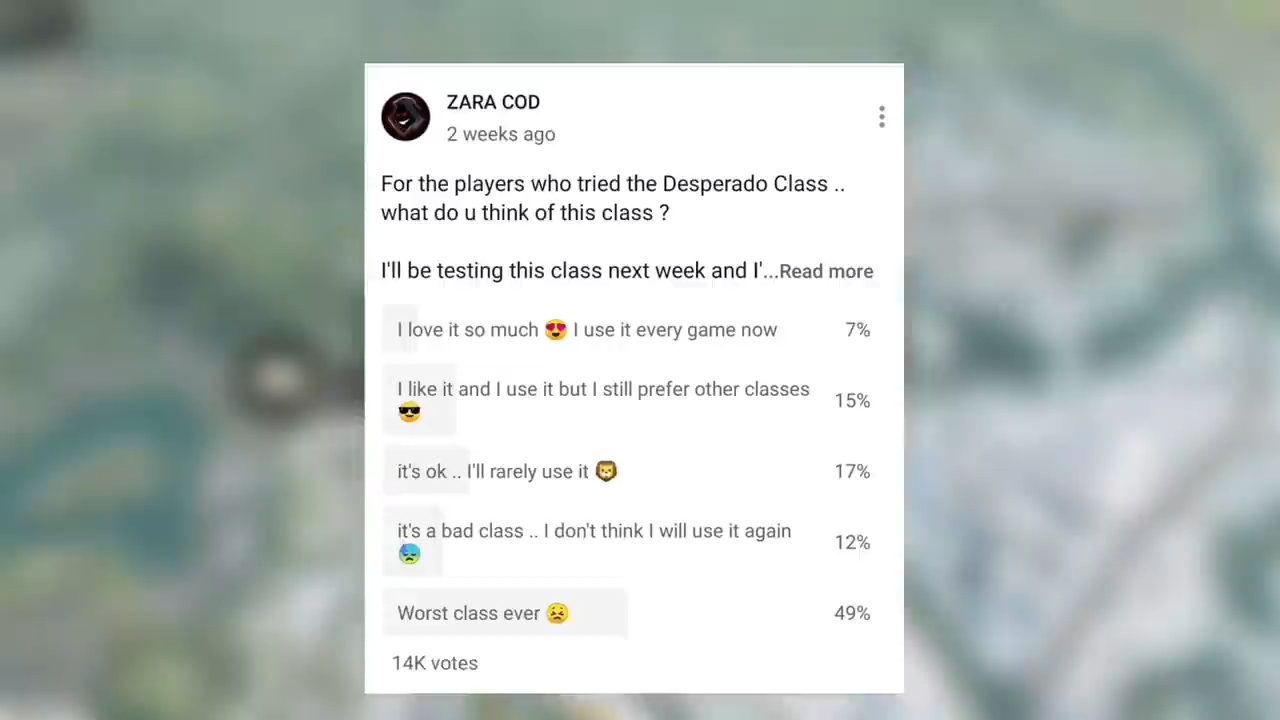 ZARA COD
2 weeks ago
For the players who tried the Desperado Class ..
what do u think of this class ?
I'll be testing this class next week and I'...Read more
I love it so much 😍 I use it every game now 7%
I like it and I use it but I still prefer other classes
😎 15%
it's ok .. I'll rarely use it 🦁 17%
it's a bad class .. I don't think I will use it again
😰 12%
Worst class ever 😣 49%
14K votes